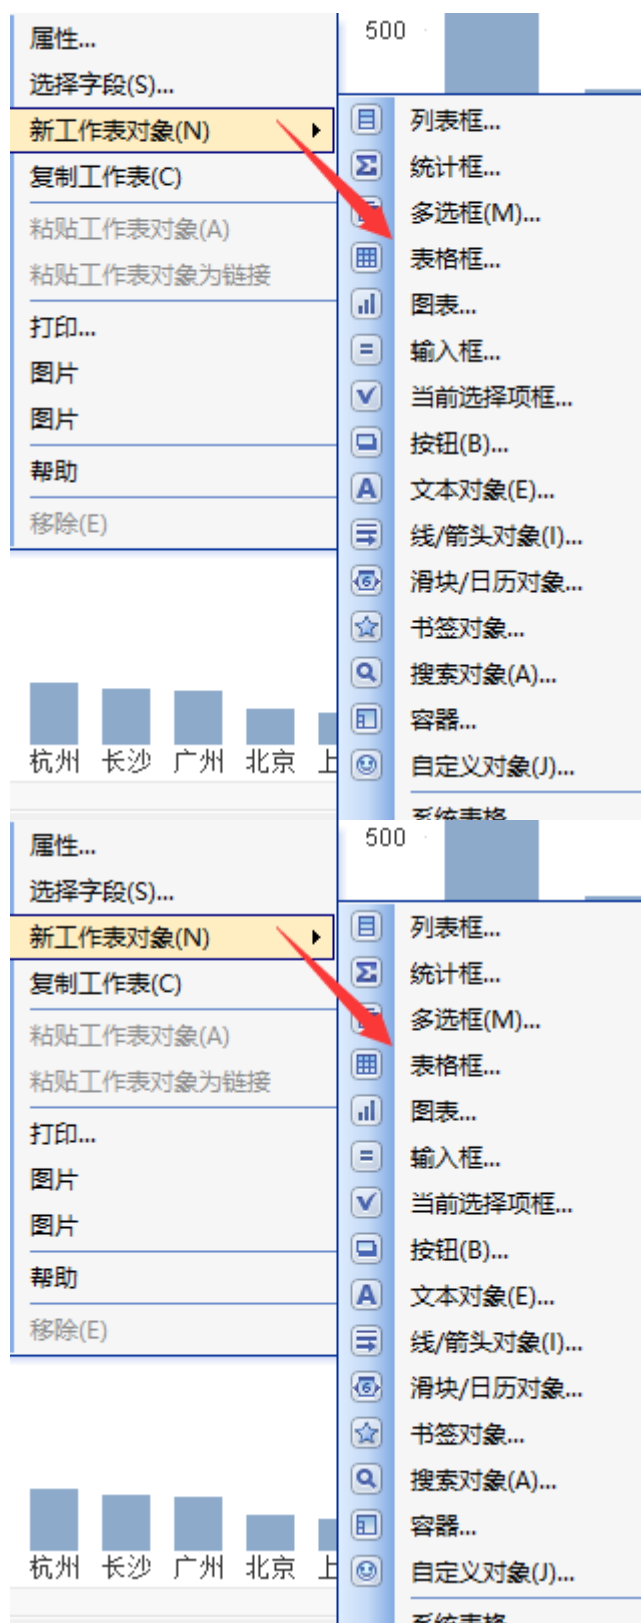 属性...
选择字段(S)...
新工作表对象(N)
复制工作表(C)
粘贴工作表对象(A)
粘贴工作表对象为链接
打印...
图片
图片
帮助
移除(E)
500
列表框...
统计框...
多选框(M)...
表格框...
图表...
输入框...
当前选择项框...
按钮(B)...
文本对象(E)...
线/箭头对象(I)...
滑块/日历对象...
书签对象...
搜索对象(A)...
容器...
自定义对象(J)...
系统表格
杭州 长沙 广州 北京
属性...
选择字段(S)...
新工作表对象(N)
复制工作表(C)
粘贴工作表对象(A)
粘贴工作表对象为链接
打印...
图片
图片
帮助
移除(E)
500
列表框...
统计框...
多选框(M)...
表格框...
图表...
输入框...
当前选择项框...
按钮(B)...
文本对象(E)...
线/箭头对象(I)...
滑块/日历对象...
书签对象...
搜索对象(A)...
容器...
自定义对象(J)...
系统表格
杭州 长沙 广州 北京